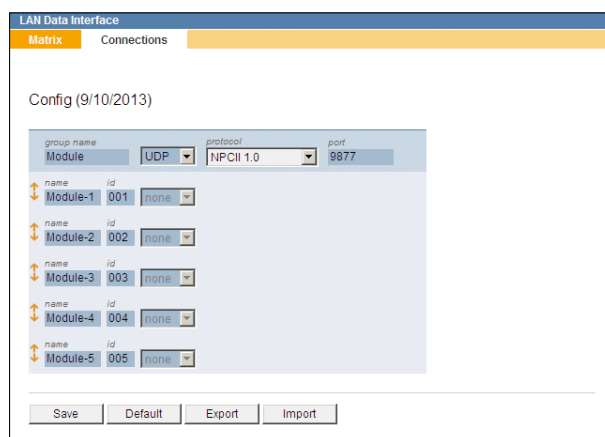 LAN Data Interface
Matrix Connections
Config (9/10/2013)
group name protocol port
Module UDP NPCII 1.0 9877
name id
Module-1 001 none
name id
Module-2 002 none
name id
Module-3 003 none
name id
Module-4 004 none
name id
Module-5 005 none
Save Default Export Import